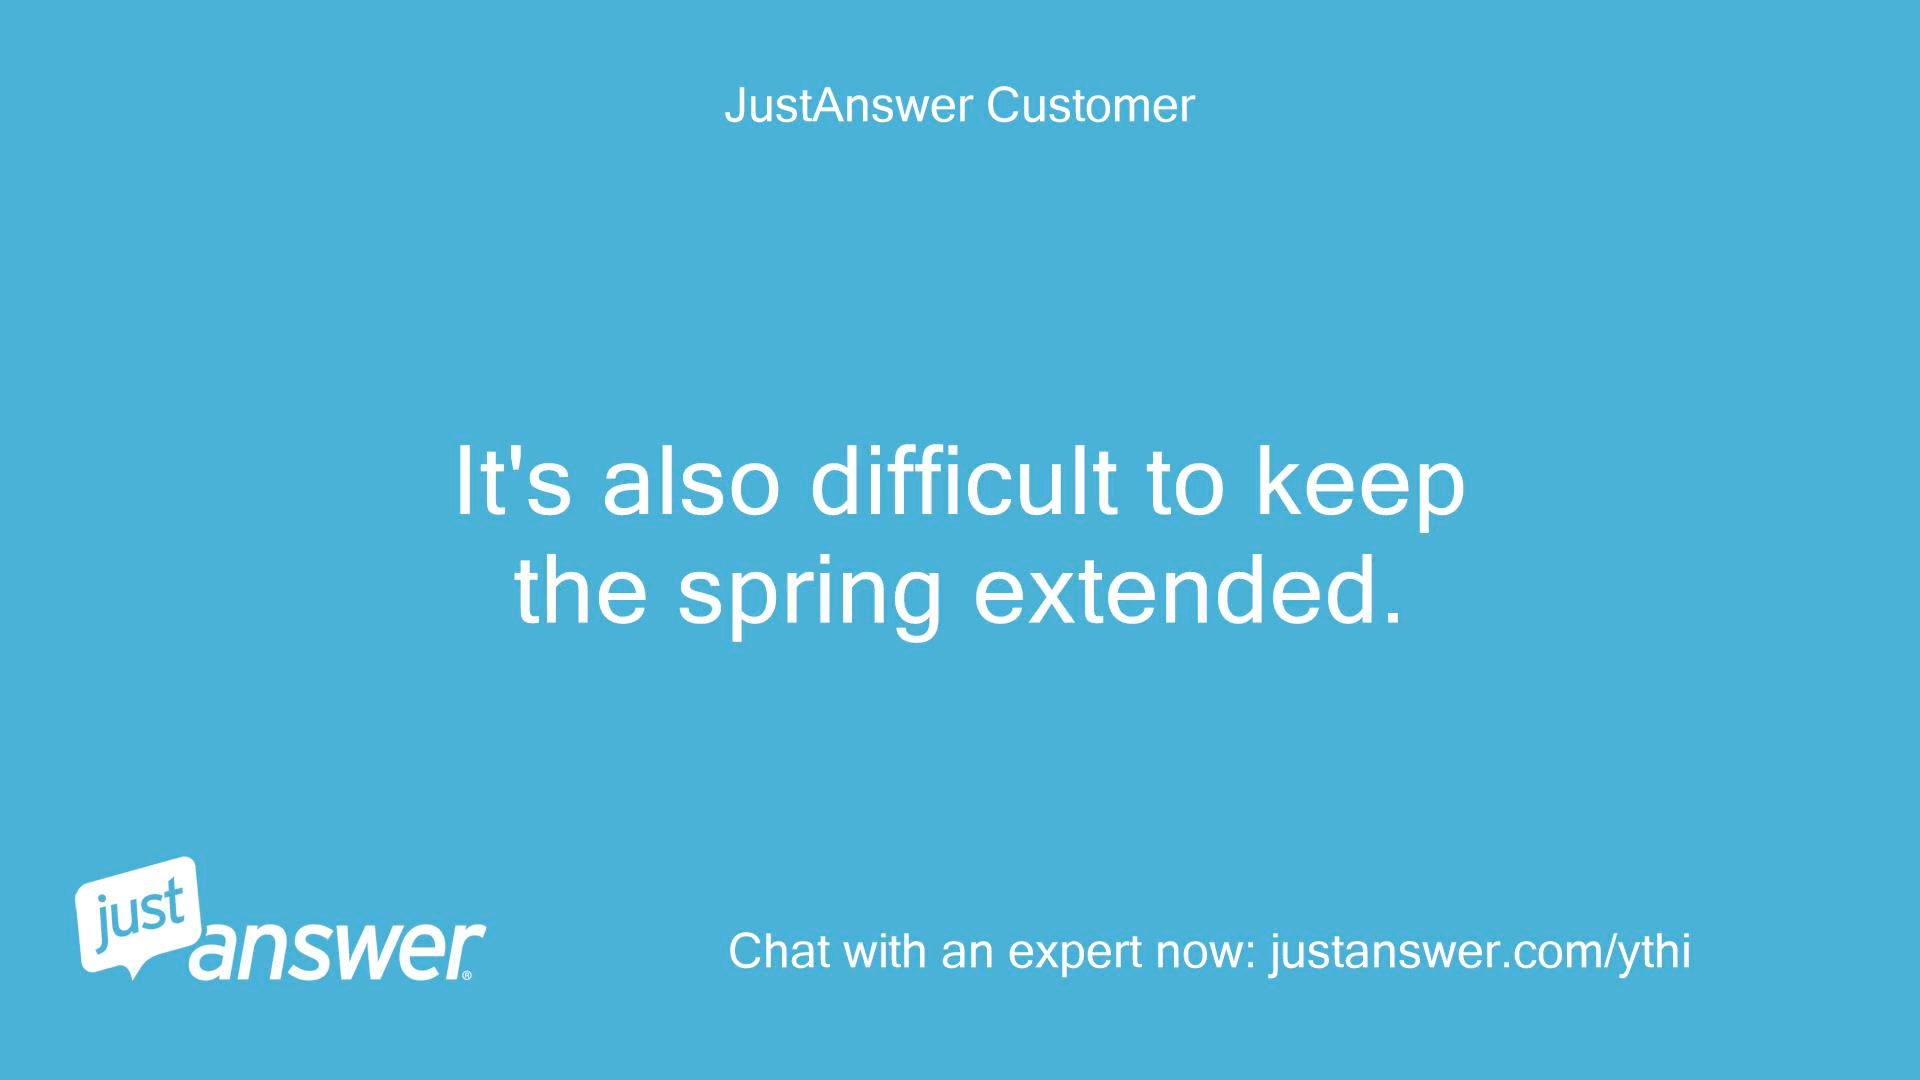 JustAnswer Customer
It's also difficult to keep
the spring extended.
just
answer®
Chat with an expert now: justanswer.com/ythi